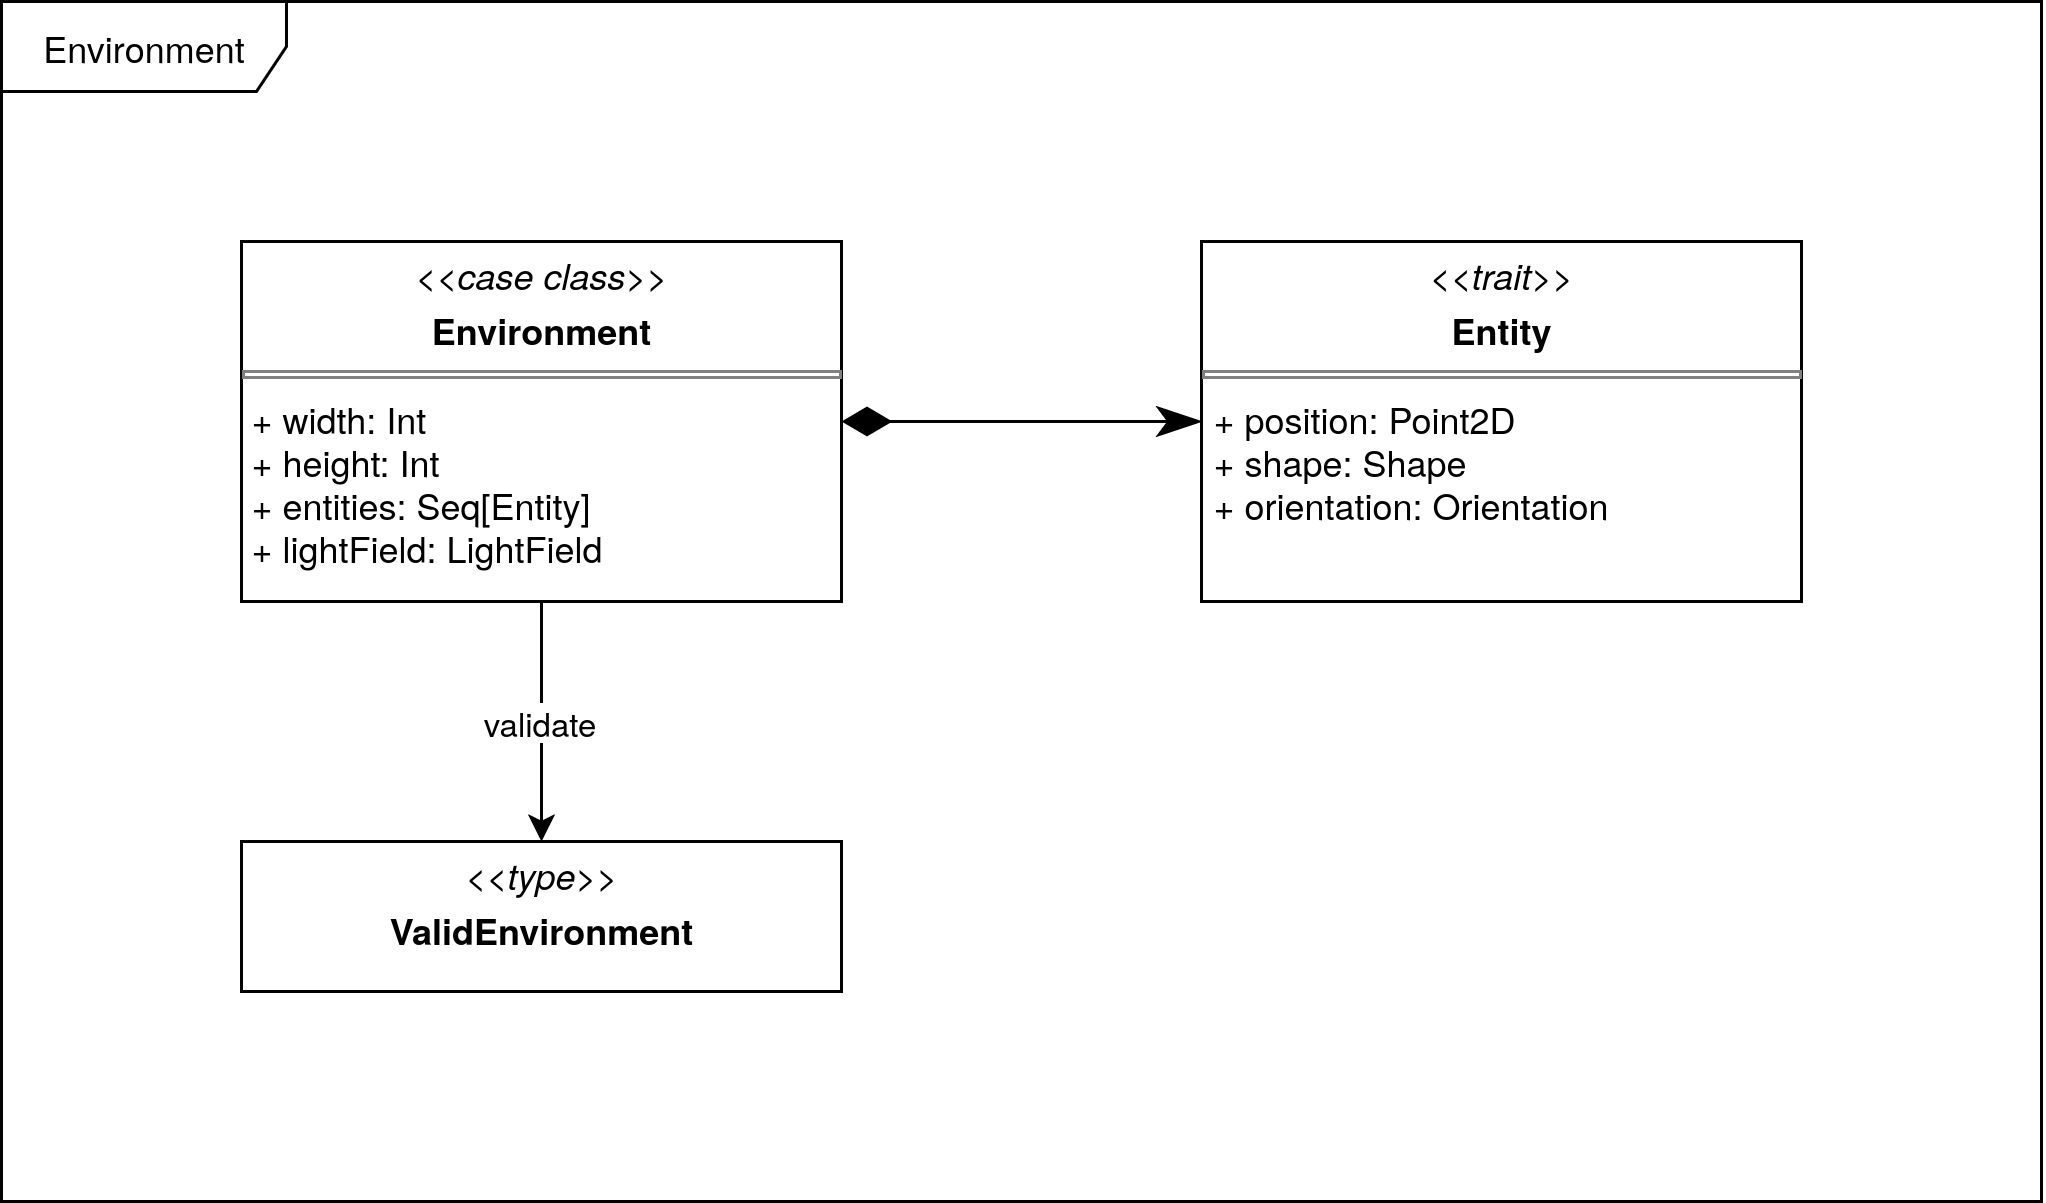 Environment
<<case class>>
Environment
+ width: Int
+ height: Int
+ entities: Seq[Entity]
+ lightField: LightField
<<trait>>
Entity
+ position: Point2D
+ shape: Shape
+ orientation: Orientation
validate
<<type>>
ValidEnvironment